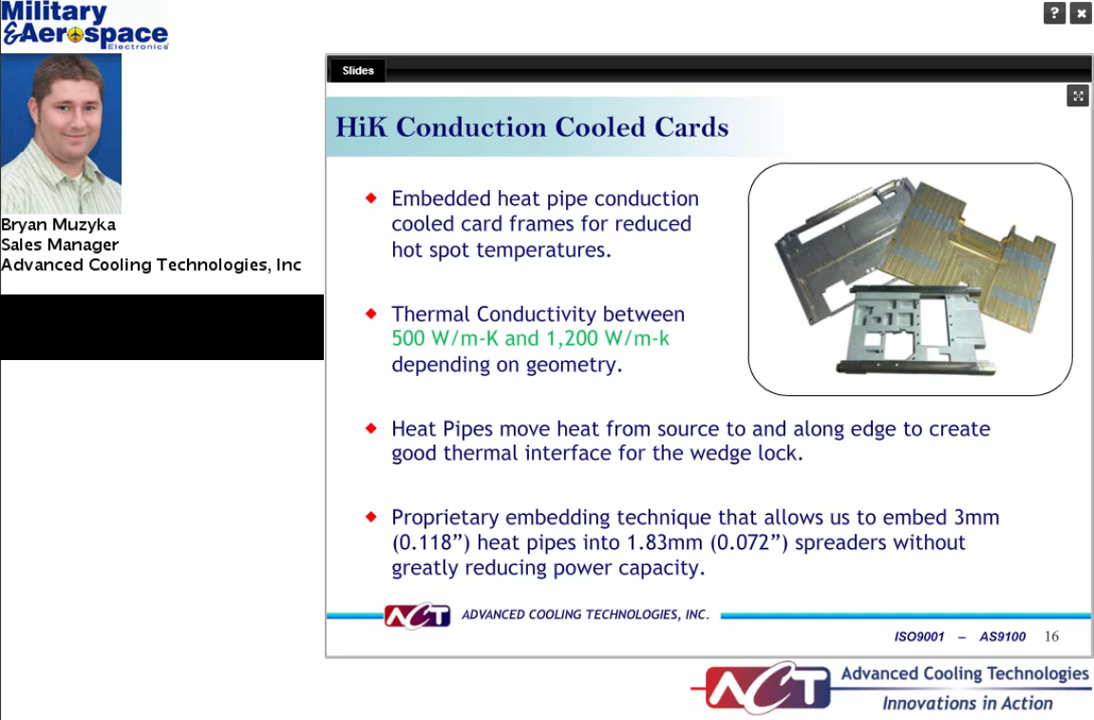 Military
&Aerospace
Electronics
? ×
Bryan Muzyka
Sales Manager
Advanced Cooling Technologies, Inc
Slides
HiK Conduction Cooled Cards
Embedded heat pipe conduction
cooled card frames for reduced
hot spot temperatures.
Thermal Conductivity between
500 W/m-K and 1,200 W/m-k
depending on geometry.
Heat Pipes move heat from source to and along edge to create
good thermal interface for the wedge lock.
Proprietary embedding technique that allows us to embed 3mm
(0.118”) heat pipes into 1.83mm (0.072”) spreaders without
greatly reducing power capacity.
ACT ADVANCED COOLING TECHNOLOGIES, INC.
ISO9001 – AS9100 16
ACT Advanced Cooling Technologies
Innovations in Action